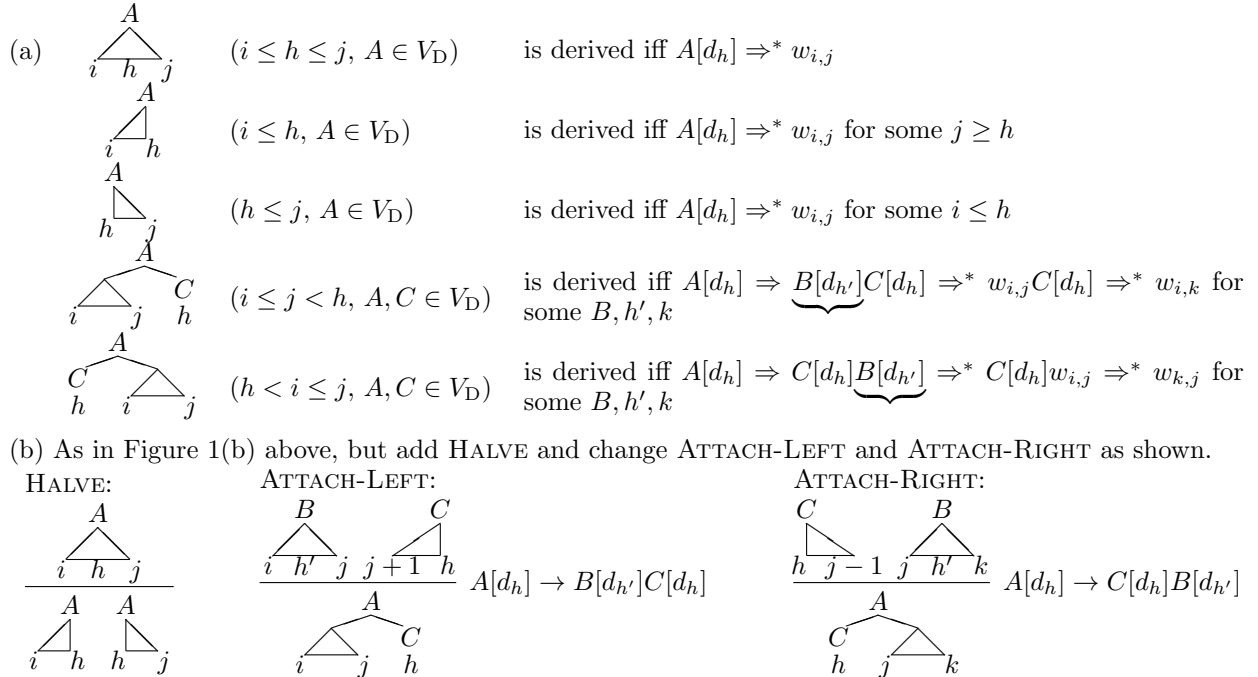 (a) A i h j (i ≤ h ≤ j, A ∈ V_D) is derived iff A[d_h] ⇒* w_{i,j}
A i h (i ≤ h, A ∈ V_D) is derived iff A[d_h] ⇒* w_{i,j} for some j ≥ h
A h j (h ≤ j, A ∈ V_D) is derived iff A[d_h] ⇒* w_{i,j} for some i ≤ h
A i j C h (i ≤ j < h, A, C ∈ V_D) is derived iff A[d_h] ⇒ B[d_{h′}]C[d_h] ⇒* w_{i,j}C[d_h] ⇒* w_{i,k} for
some B, h′, k
A C h i j (h < i ≤ j, A, C ∈ V_D) is derived iff A[d_h] ⇒ C[d_h]B[d_{h′}] ⇒* C[d_h]w_{i,j} ⇒* w_{k,j} for
some B, h′, k
(b) As in Figure 1(b) above, but add HALVE and change ATTACH-LEFT and ATTACH-RIGHT as shown.
HALVE: ATTACH-LEFT: ATTACH-RIGHT:
A B C C B
i h j i h′ j j + 1 h h j − 1 j h′ k
A[d_h] → B[d_{h′}]C[d_h] A[d_h] → C[d_h]B[d_{h′}]
A A A A
C C
i h h j i j h h j k